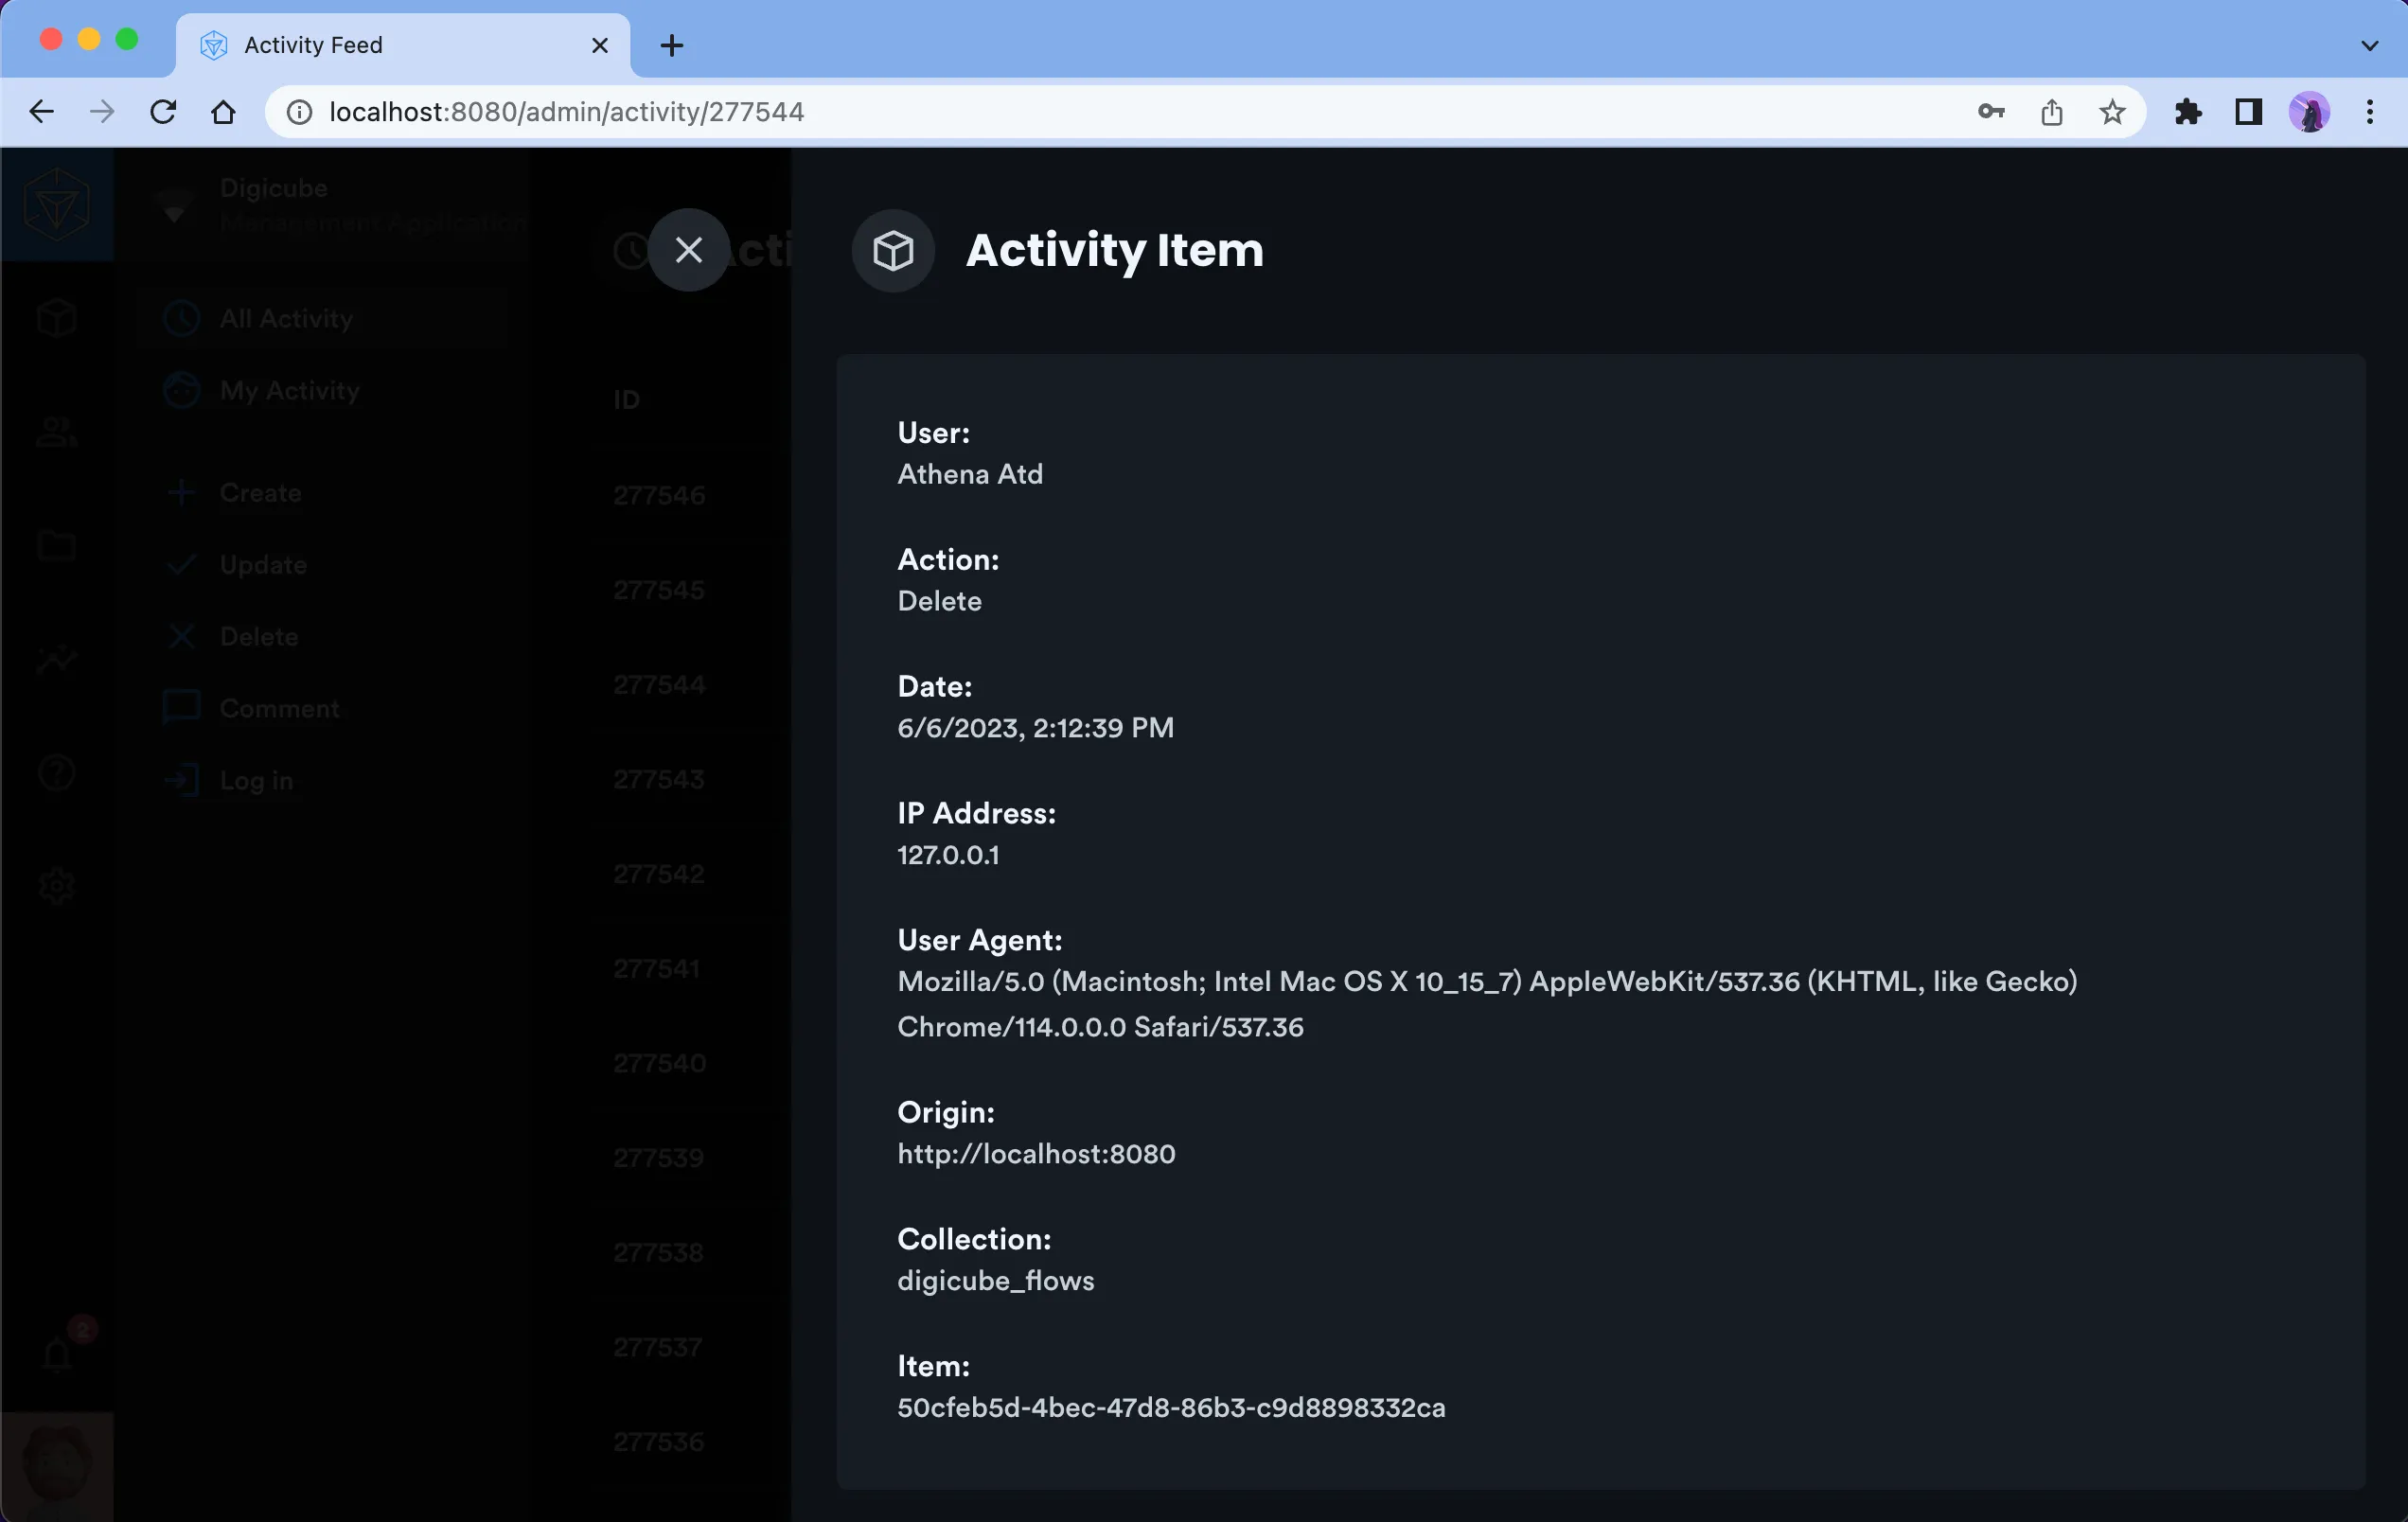 Activity Feed
localhost:8080/admin/activity/277544
Digicube
Management Application
All Activity
My Activity
Create
Update
Delete
Comment
Log in
2
Acti
ID
277546
277545
277544
277543
277542
277541
277540
277539
277538
277537
277536
Activity Item
User:
Athena Atd
Action:
Delete
Date:
6/6/2023, 2:12:39 PM
IP Address:
127.0.0.1
User Agent:
Mozilla/5.0 (Macintosh; Intel Mac OS X 10_15_7) AppleWebKit/537.36 (KHTML, like Gecko)
Chrome/114.0.0.0 Safari/537.36
Origin:
http://localhost:8080
Collection:
digicube_flows
Item:
50cfeb5d-4bec-47d8-86b3-c9d8898332ca